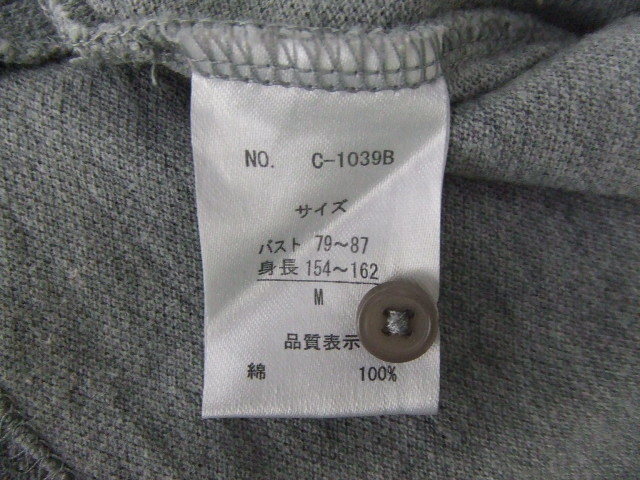 NO. C-1039B
サイズ
バスト 79～87
身長 154～162
M
品質表示
綿 100%